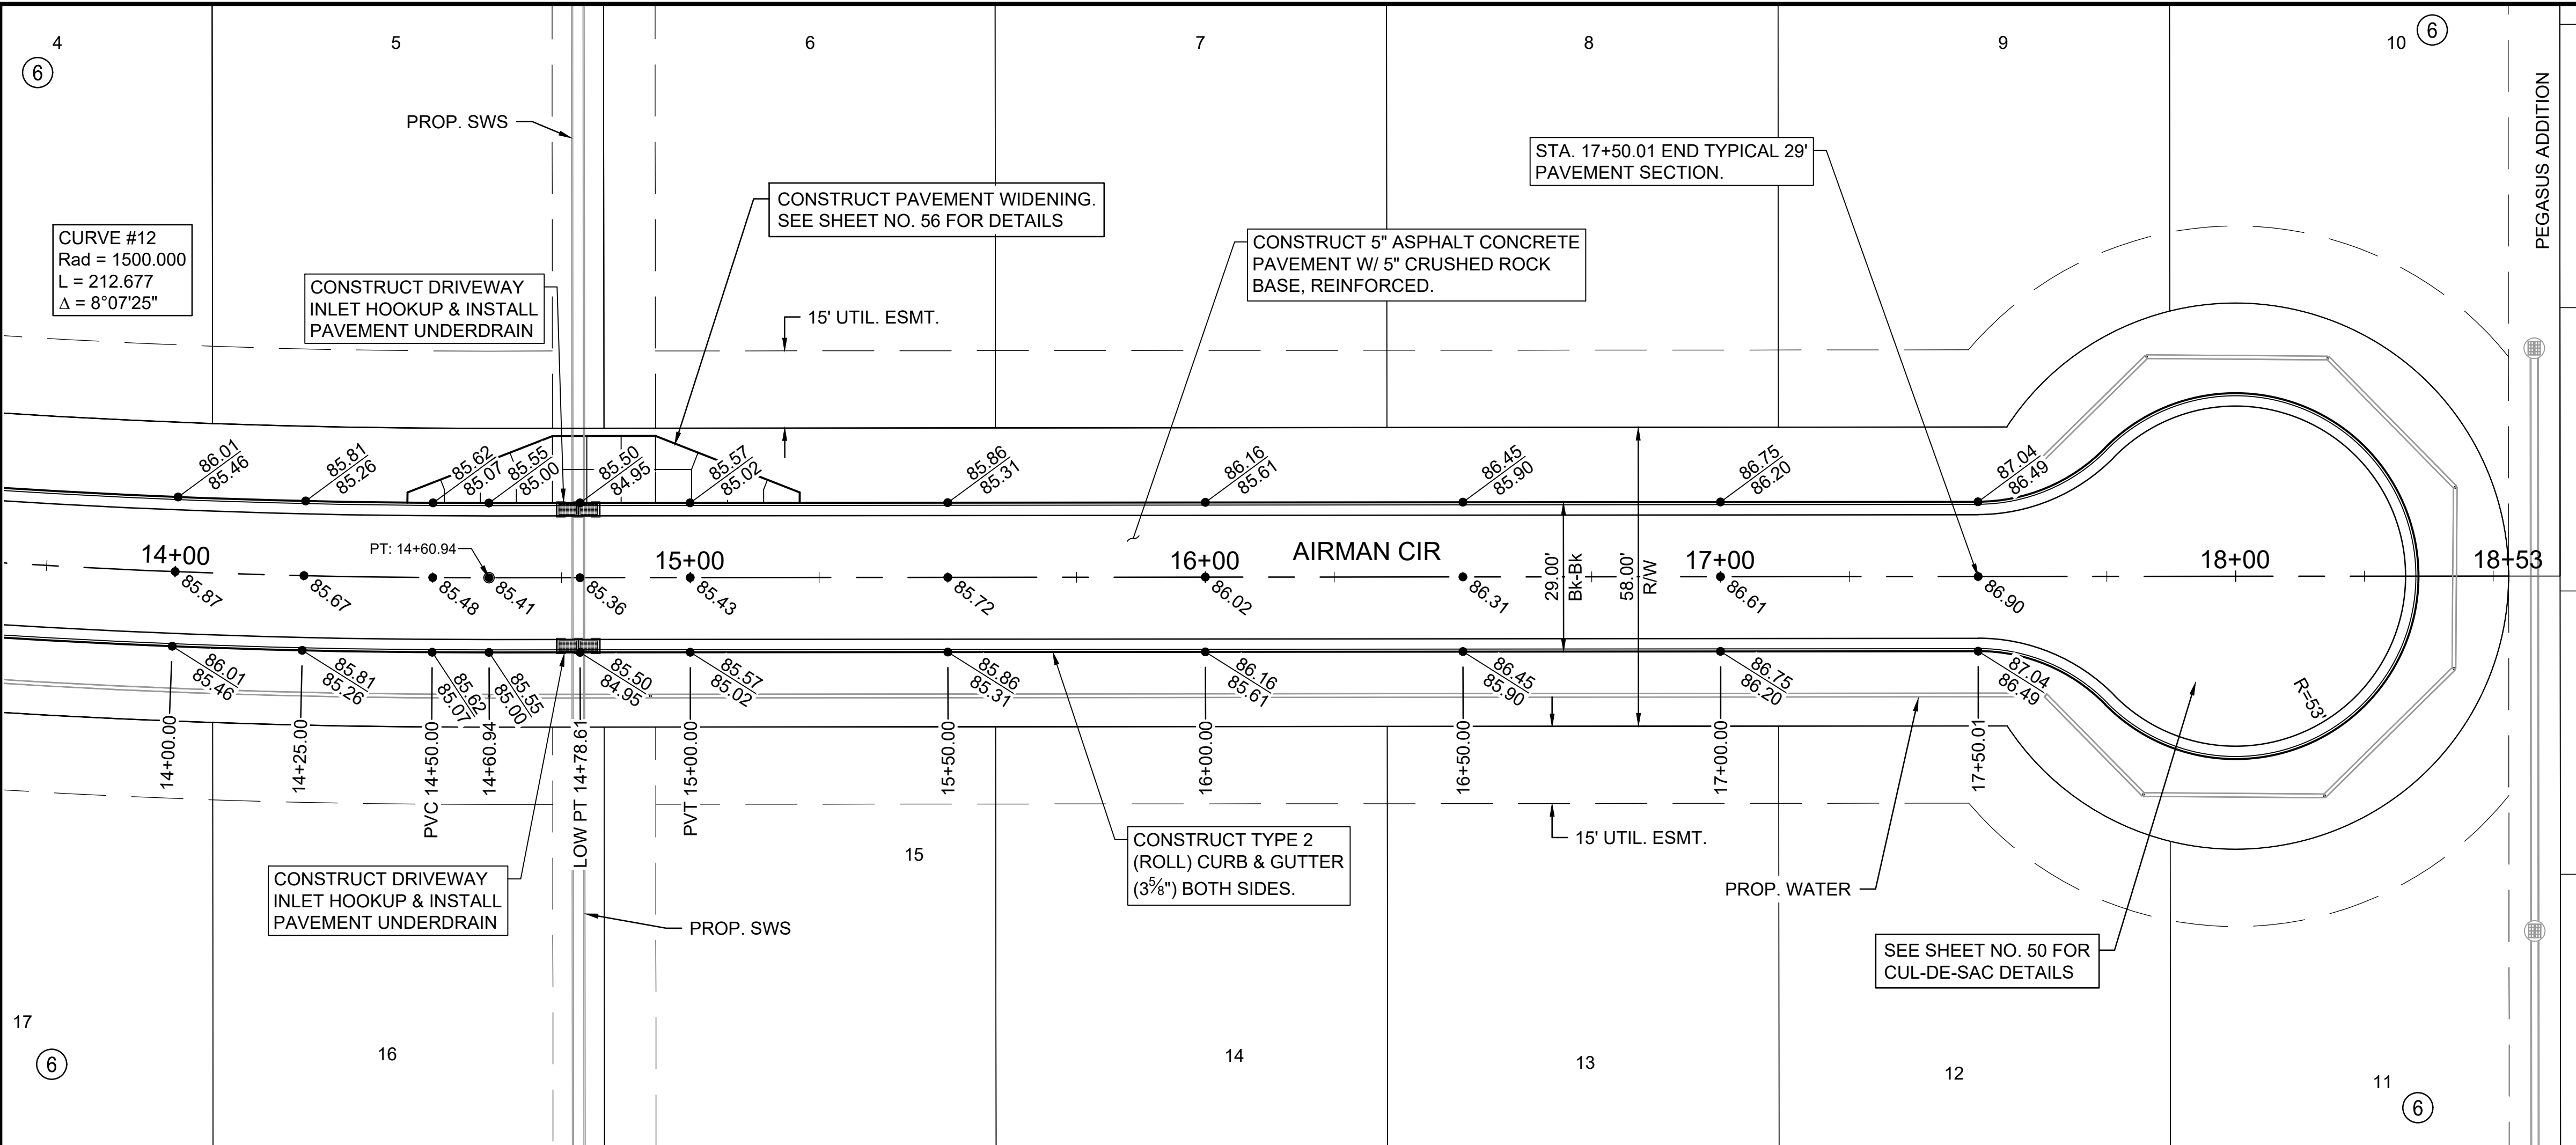 4
5
6
7
8
9
10
6
6
PEGASUS ADDITION
PROP. SWS
CURVE #12
Rad = 1500.000
L = 212.677
Δ = 8°07'25"
CONSTRUCT DRIVEWAY
INLET HOOKUP & INSTALL
PAVEMENT UNDERDRAIN
CONSTRUCT PAVEMENT WIDENING.
SEE SHEET NO. 56 FOR DETAILS
15' UTIL. ESMT.
CONSTRUCT 5" ASPHALT CONCRETE
PAVEMENT W/ 5" CRUSHED ROCK
BASE, REINFORCED.
STA. 17+50.01 END TYPICAL 29'
PAVEMENT SECTION.
86.01
85.46
85.81
85.26
85.62
85.07
85.55
85.00
85.50
84.95
85.57
85.02
85.86
85.31
86.16
85.61
86.45
85.90
86.75
86.20
87.04
86.49
14+00
PT: 14+60.94
15+00
16+00
AIRMAN CIR
17+00
18+00
18+53
29.00'
Bk-Bk
58.00'
R/W
85.87
85.67
85.48
85.41
85.36
85.43
85.72
86.02
86.31
86.61
86.90
86.01
85.46
85.81
85.26
85.62
85.07
85.55
85.00
85.50
84.95
85.57
85.02
85.86
85.31
86.16
85.61
86.45
85.90
86.75
86.20
87.04
86.49
R=53'
14+00.00
14+25.00
PVC 14+50.00
14+60.94
LOW PT 14+78.61
PVT 15+00.00
15+50.00
16+00.00
16+50.00
17+00.00
17+50.01
CONSTRUCT DRIVEWAY
INLET HOOKUP & INSTALL
PAVEMENT UNDERDRAIN
PROP. SWS
15
CONSTRUCT TYPE 2
(ROLL) CURB & GUTTER
(3⅝") BOTH SIDES.
15' UTIL. ESMT.
PROP. WATER
SEE SHEET NO. 50 FOR
CUL-DE-SAC DETAILS
17
6
16
14
13
12
11
6